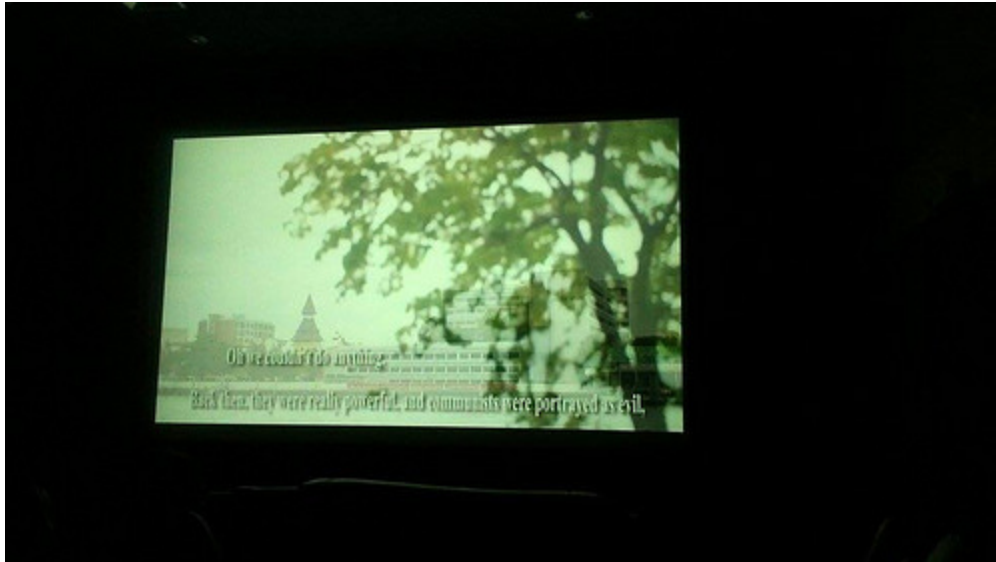 Oh we couldn't do anything.
Back then, they were really powerful, and communists were portrayed as evil,